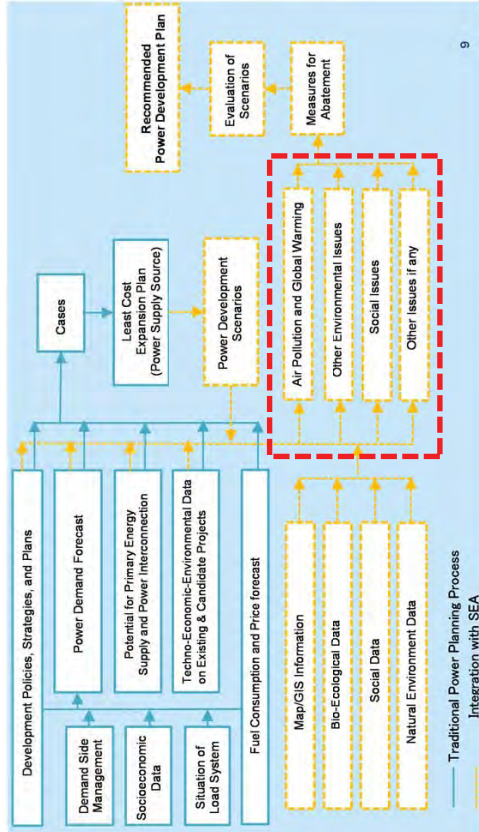 Development Policies, Strategies, and Plans
Demand Side
Management
Socioeconomic
Data
Situation of
Load System
Power Demand Forecast
Potential for Primary Energy
Supply and Power Interconnection
Techno-Economic-Environmental Data
on Existing & Candidate Projects
Fuel Consumption and Price forecast
Cases
Least Cost
Expansion Plan
(Power Supply Source)
Power Development
Scenarios
Map/GIS Information
Bio-Ecological Data
Social Data
Natural Environment Data
Air Pollution and Global Warming
Other Environmental Issues
Social Issues
Other Issues if any
Measures for
Abatement
Evaluation of
Scenarios
Recommended
Power Development Plan
Traditional Power Planning Process
Integration with SEA
9